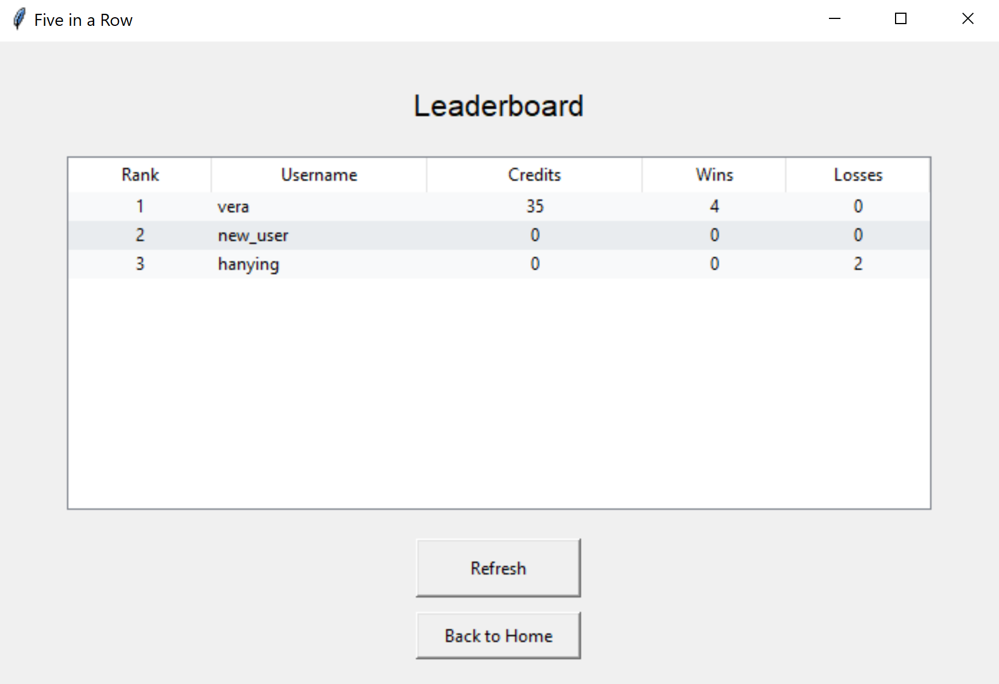 Five in a Row
Leaderboard
Rank Username Credits Wins Losses
1 vera 35 4 0
2 new_user 0 0 0
3 hanying 0 0 2
Refresh
Back to Home